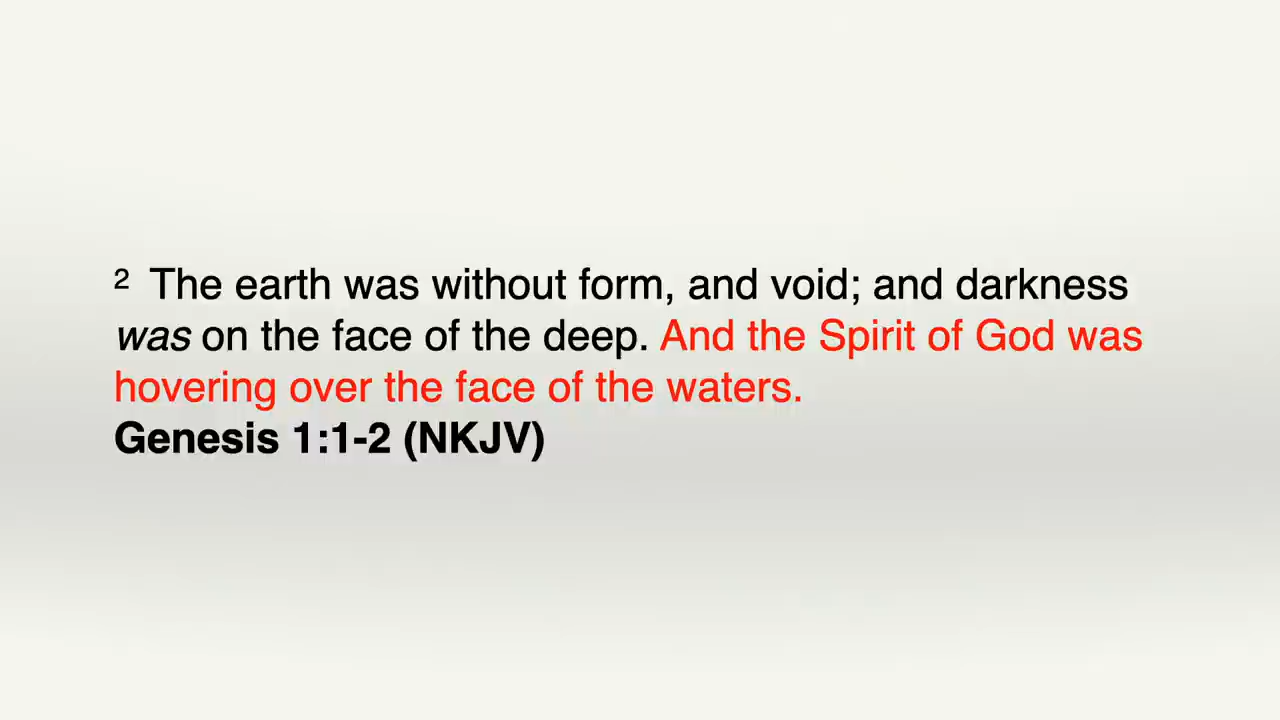 2 The earth was without form, and void; and darkness
was on the face of the deep. And the Spirit of God was
hovering over the face of the waters.
Genesis 1:1-2 (NKJV)